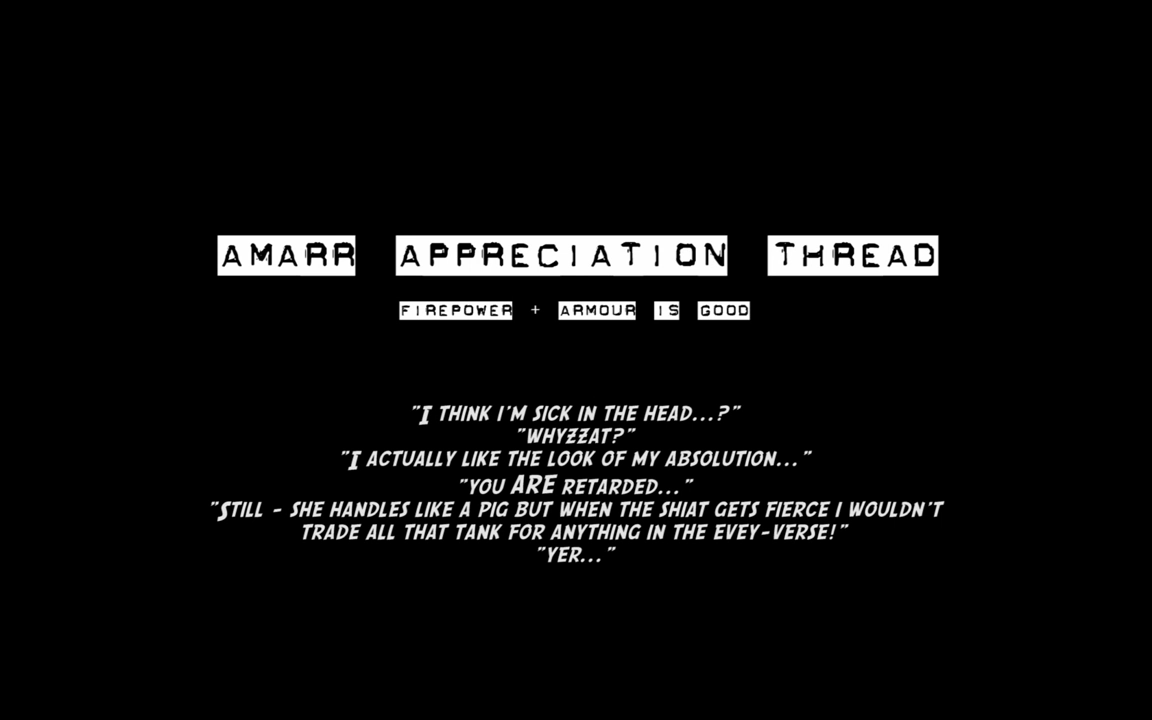 AMARR APPRECIATION THREAD
FIREPOWER + ARMOUR IS GOOD
"I THINK I'M SICK IN THE HEAD...?"
"WHYZZAT?"
"I ACTUALLY LIKE THE LOOK OF MY ABSOLUTION..."
"YOU ARE RETARDED..."
"STILL - SHE HANDLES LIKE A PIG BUT WHEN THE SHIAT GETS FIERCE I WOULDN'T
TRADE ALL THAT TANK FOR ANYTHING IN THE EVEY-VERSE!"
"YER..."